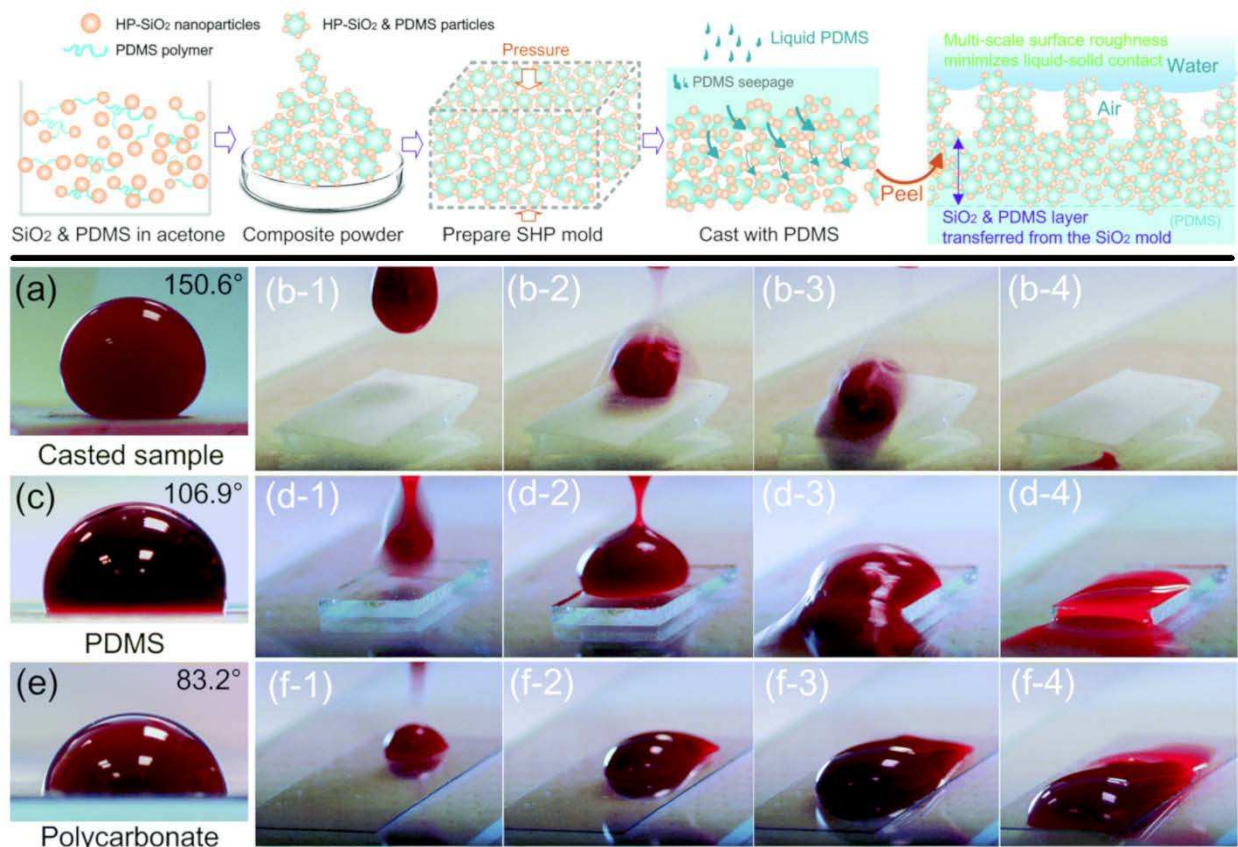 HP-SiO₂ nanoparticles
PDMS polymer
HP-SiO₂ & PDMS particles
SiO₂ & PDMS in acetone
Composite powder
Pressure
Prepare SHP mold
Liquid PDMS
PDMS seepage
Cast with PDMS
Peel
Multi-scale surface roughness
minimizes liquid-solid contact
Water
Air
(PDMS)
SiO₂ & PDMS layer
transferred from the SiO₂ mold
(a) 150.6°
Casted sample
(b-1) (b-2) (b-3) (b-4)
(c) 106.9°
PDMS
(d-1) (d-2) (d-3) (d-4)
(e) 83.2°
Polycarbonate
(f-1) (f-2) (f-3) (f-4)